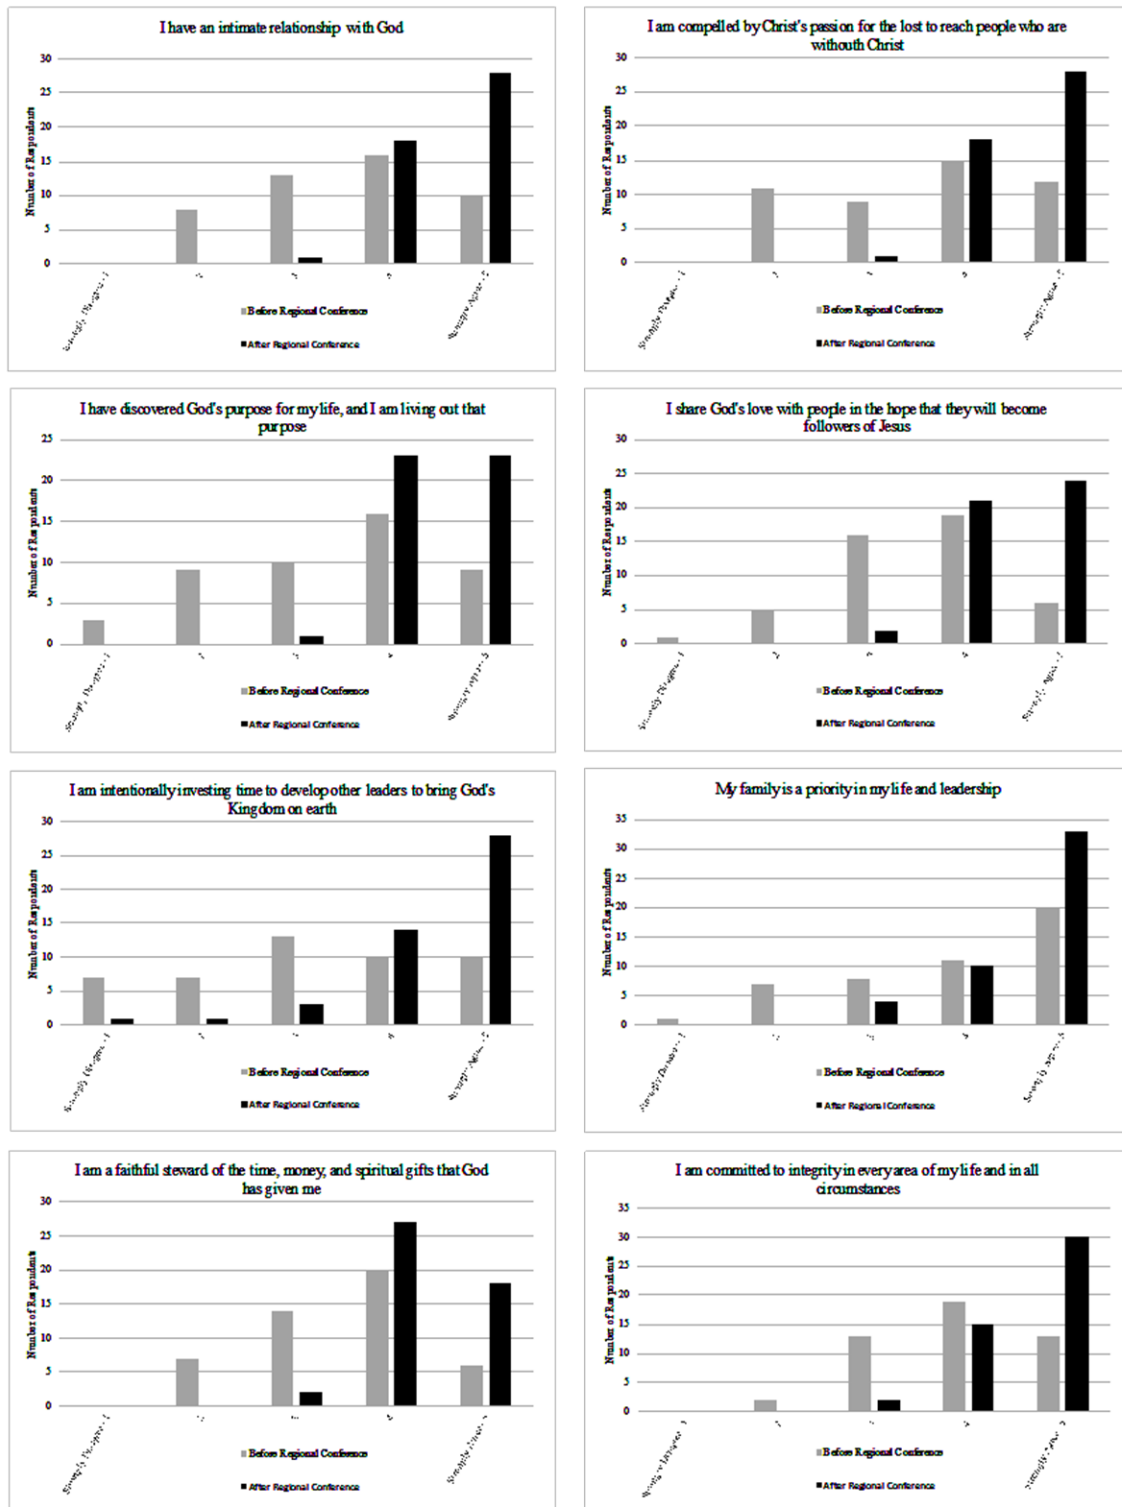 I have an intimate relationship with God
Number of Respondents
30
25
20
15
10
5
0
Before Regional Conference
After Regional Conference
I am compelled by Christ's passion for the lost to reach people who are
withouth Christ
Number of Respondents
30
25
20
15
10
5
0
Before Regional Conference
After Regional Conference
I have discovered God's purpose for my life, and I am living out that
purpose
Number of Respondents
25
20
15
10
5
0
Before Regional Conference
After Regional Conference
I share God's love with people in the hope that they will become
followers of Jesus
Number of Respondents
30
25
20
15
10
5
0
2
Before Regional Conference
After Regional Conference
I am intentionally investing time to develop other leaders to bring God's
Kingdom on earth
Number of Respondents
30
25
20
15
10
5
0
Before Regional Conference
After Regional Conference
My family is a priority in my life and leadership
Number of Respondents
35
30
25
20
15
10
5
0
Before Regional Conference
After Regional Conference
I am a faithful steward of the time, money, and spiritual gifts that God
has given me
Number of Respondents
30
25
20
15
10
5
0
Before Regional Conference
After Regional Conference
I am committed to integrity in every area of my life and in all
circumstances
Number of Respondents
35
30
25
20
15
10
5
0
Before Regional Conference
After Regional Conference